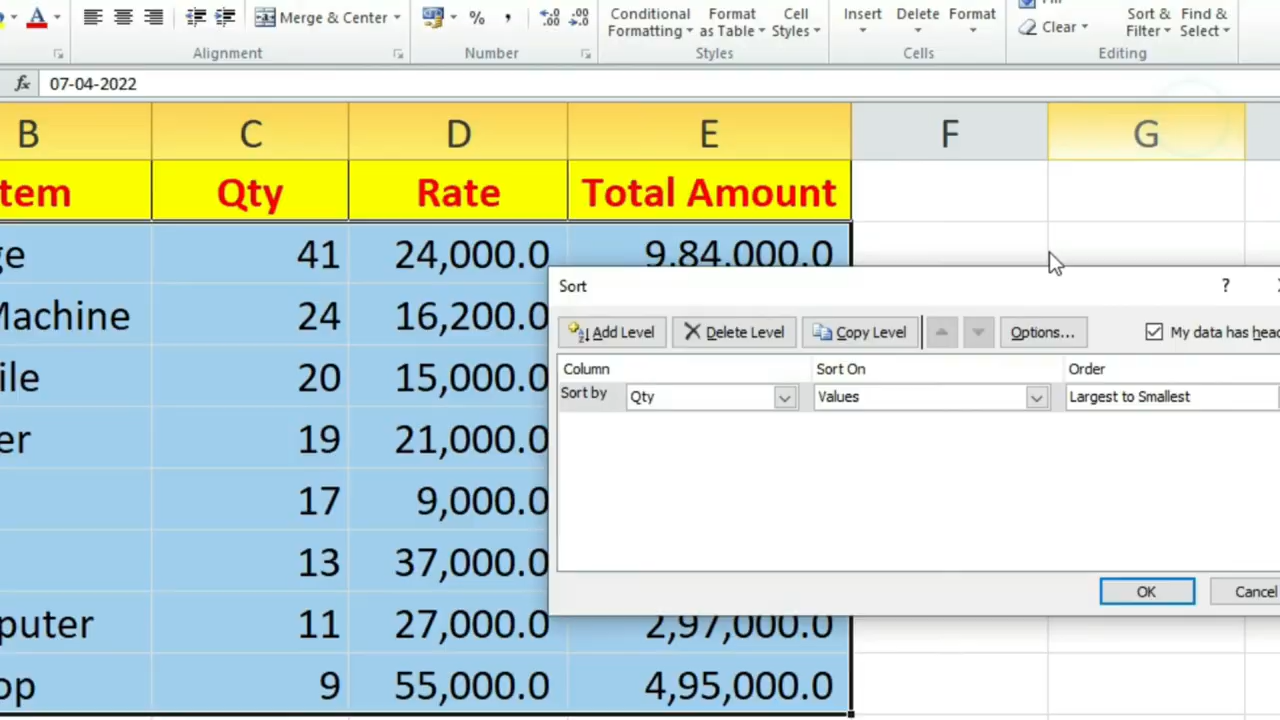 Merge & Center
%
,
Conditional Formatting
Format as Table
Cell Styles
Insert
Delete
Format
Clear
Sort & Filter
Find & Select
Alignment
Number
Styles
Cells
Editing
fx 07-04-2022
B C D E F G
tem Qty Rate Total Amount
ge 41 24,000.0 9,84,000.0
Machine 24 16,200.0
ile 20 15,000.0
er 19 21,000.0
17 9,000.0
13 37,000.0
puter 11 27,000.0 2,97,000.0
op 9 55,000.0 4,95,000.0
Sort ?
Add Level Delete Level Copy Level Options... My data has head
Column Sort On Order
Sort by Qty Values Largest to Smallest
OK Cancel